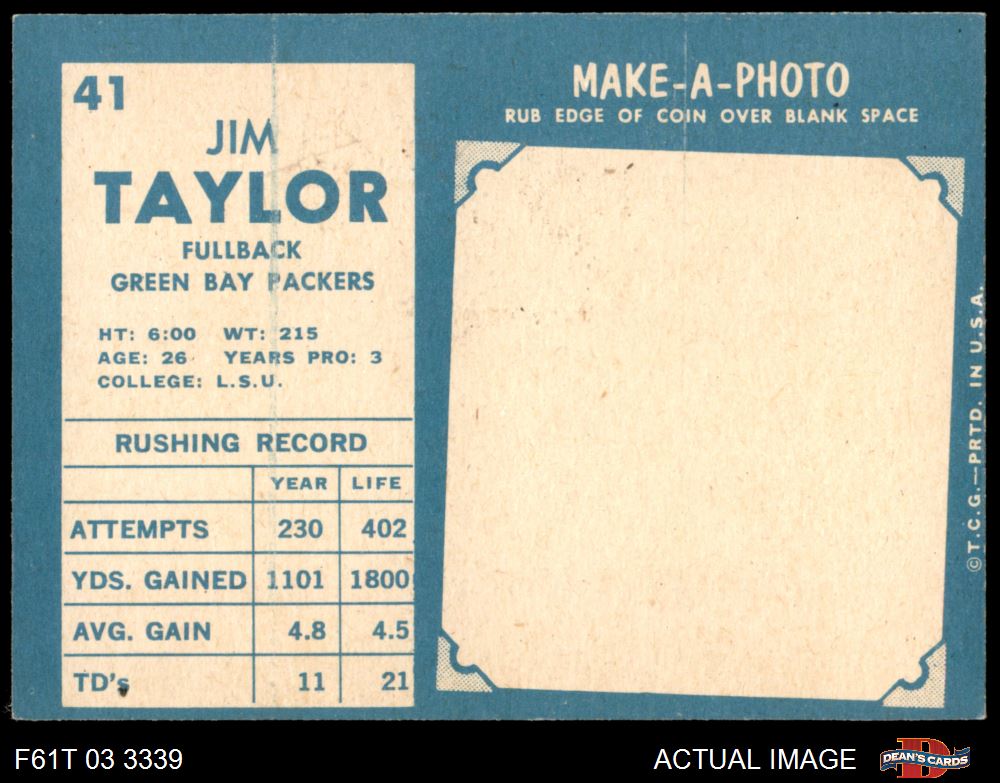 41
JIM
TAYLOR
FULLBACK
GREEN BAY PACKERS
HT: 6:00 WT: 215
AGE: 26 YEARS PRO: 3
COLLEGE: L.S.U.
RUSHING RECORD
YEAR LIFE
ATTEMPTS 230 402
YDS. GAINED 1101 1800
AVG. GAIN 4.8 4.5
TD's 11 21
MAKE-A-PHOTO
RUB EDGE OF COIN OVER BLANK SPACE
©T.C.G.—PRTD. IN U.S.A.
F61T 03 3339
ACTUAL IMAGE
D
DEAN'S CARDS